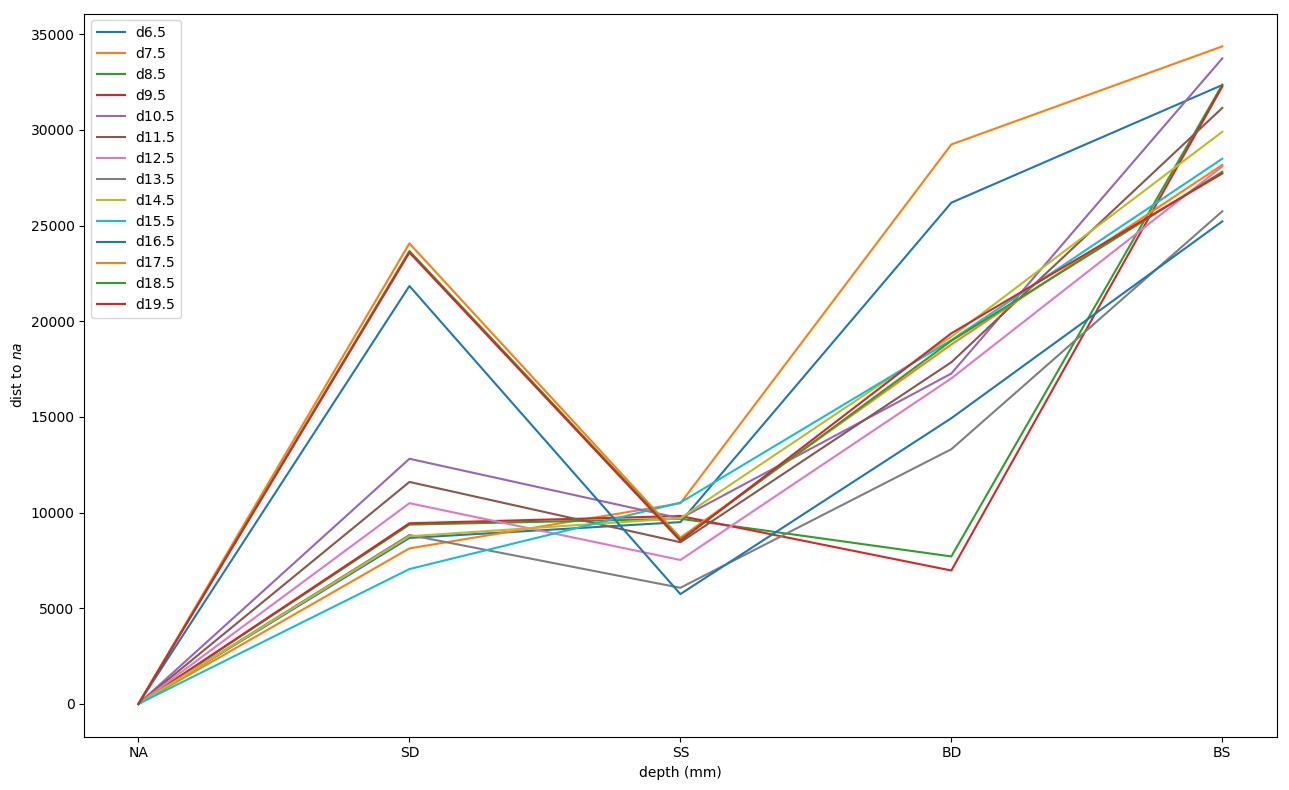 35000
30000
25000
20000
15000
10000
5000
0
dist to na
d6.5
d7.5
d8.5
d9.5
d10.5
d11.5
d12.5
d13.5
d14.5
d15.5
d16.5
d17.5
d18.5
d19.5
NA SD SS BD BS
depth (mm)